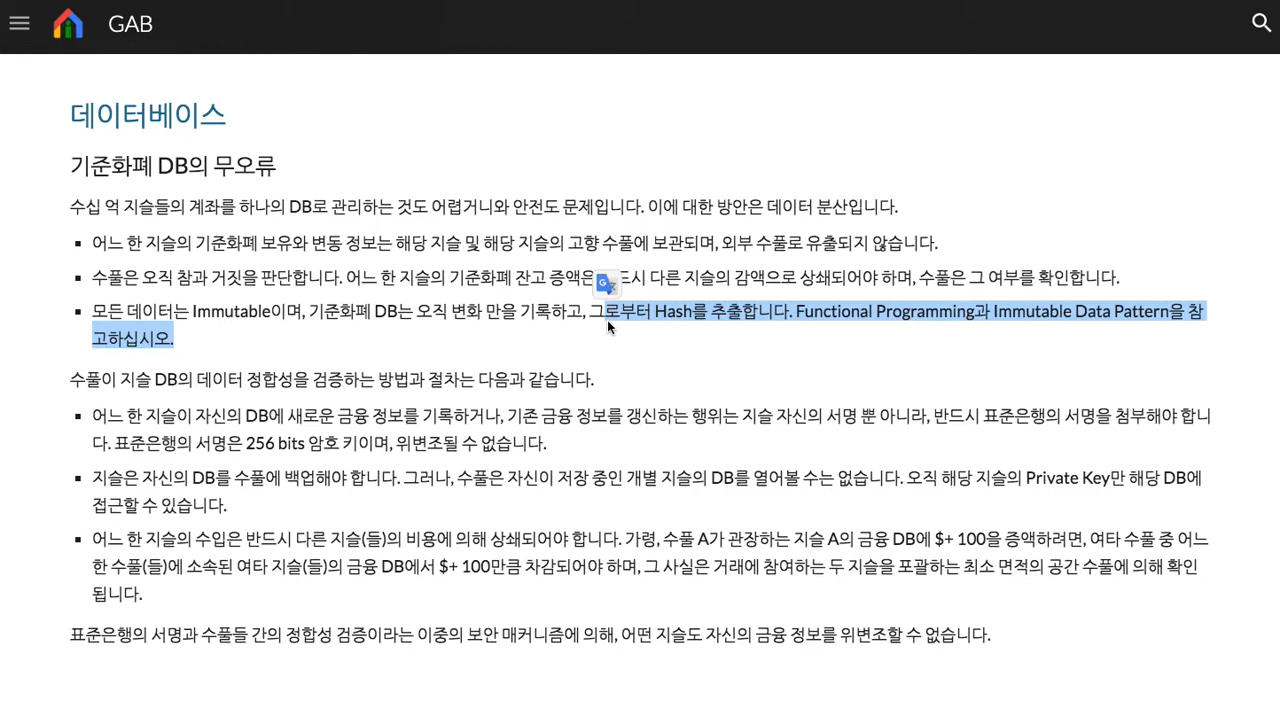 GAB
데이터베이스
기준화폐 DB의 무오류
수십 억 지슬들의 계좌를 하나의 DB로 관리하는 것도 어렵거니와 안전도 문제입니다. 이에 대한 방안은 데이터 분산입니다.
어느 한 지슬의 기준화폐 보유와 변동 정보는 해당 지슬 및 해당 지슬의 고향 수풀에 보관되며, 외부 수풀로 유출되지 않습니다.
수풀은 오직 참과 거짓을 판단합니다. 어느 한 지슬의 기준화폐 잔고 증액은 다른 지슬의 감액으로 상쇄되어야 하며, 수풀은 그 여부를 확인합니다.
모든 데이터는 Immutable이며, 기준화폐 DB는 오직 변화 만을 기록하고, 그로부터 Hash를 추출합니다. Functional Programming과 Immutable Data Pattern을 참
고하십시오.
수풀이 지슬 DB의 데이터 정합성을 검증하는 방법과 절차는 다음과 같습니다.
어느 한 지슬이 자신의 DB에 새로운 금융 정보를 기록하거나, 기존 금융 정보를 갱신하는 행위는 지슬 자신의 서명 뿐 아니라, 반드시 표준은행의 서명을 첨부해야 합니
다. 표준은행의 서명은 256 bits 암호 키이며, 위변조될 수 없습니다.
지슬은 자신의 DB를 수풀에 백업해야 합니다. 그러나, 수풀은 자신이 저장 중인 개별 지슬의 DB를 열어볼 수는 없습니다. 오직 해당 지슬의 Private Key만 해당 DB에
접근할 수 있습니다.
어느 한 지슬의 수입은 반드시 다른 지슬(들)의 비용에 의해 상쇄되어야 합니다. 가령, 수풀 A가 관장하는 지슬 A의 금융 DB에 $+ 100을 증액하려면, 여타 수풀 중 어느
한 수풀(들)에 소속된 여타 지슬(들)의 금융 DB에서 $+ 100만큼 차감되어야 하며, 그 사실은 거래에 참여하는 두 지슬을 포괄하는 최소 면적의 공간 수풀에 의해 확인
됩니다.
표준은행의 서명과 수풀들 간의 정합성 검증이라는 이중의 보안 매커니즘에 의해, 어떤 지슬도 자신의 금융 정보를 위변조할 수 없습니다.